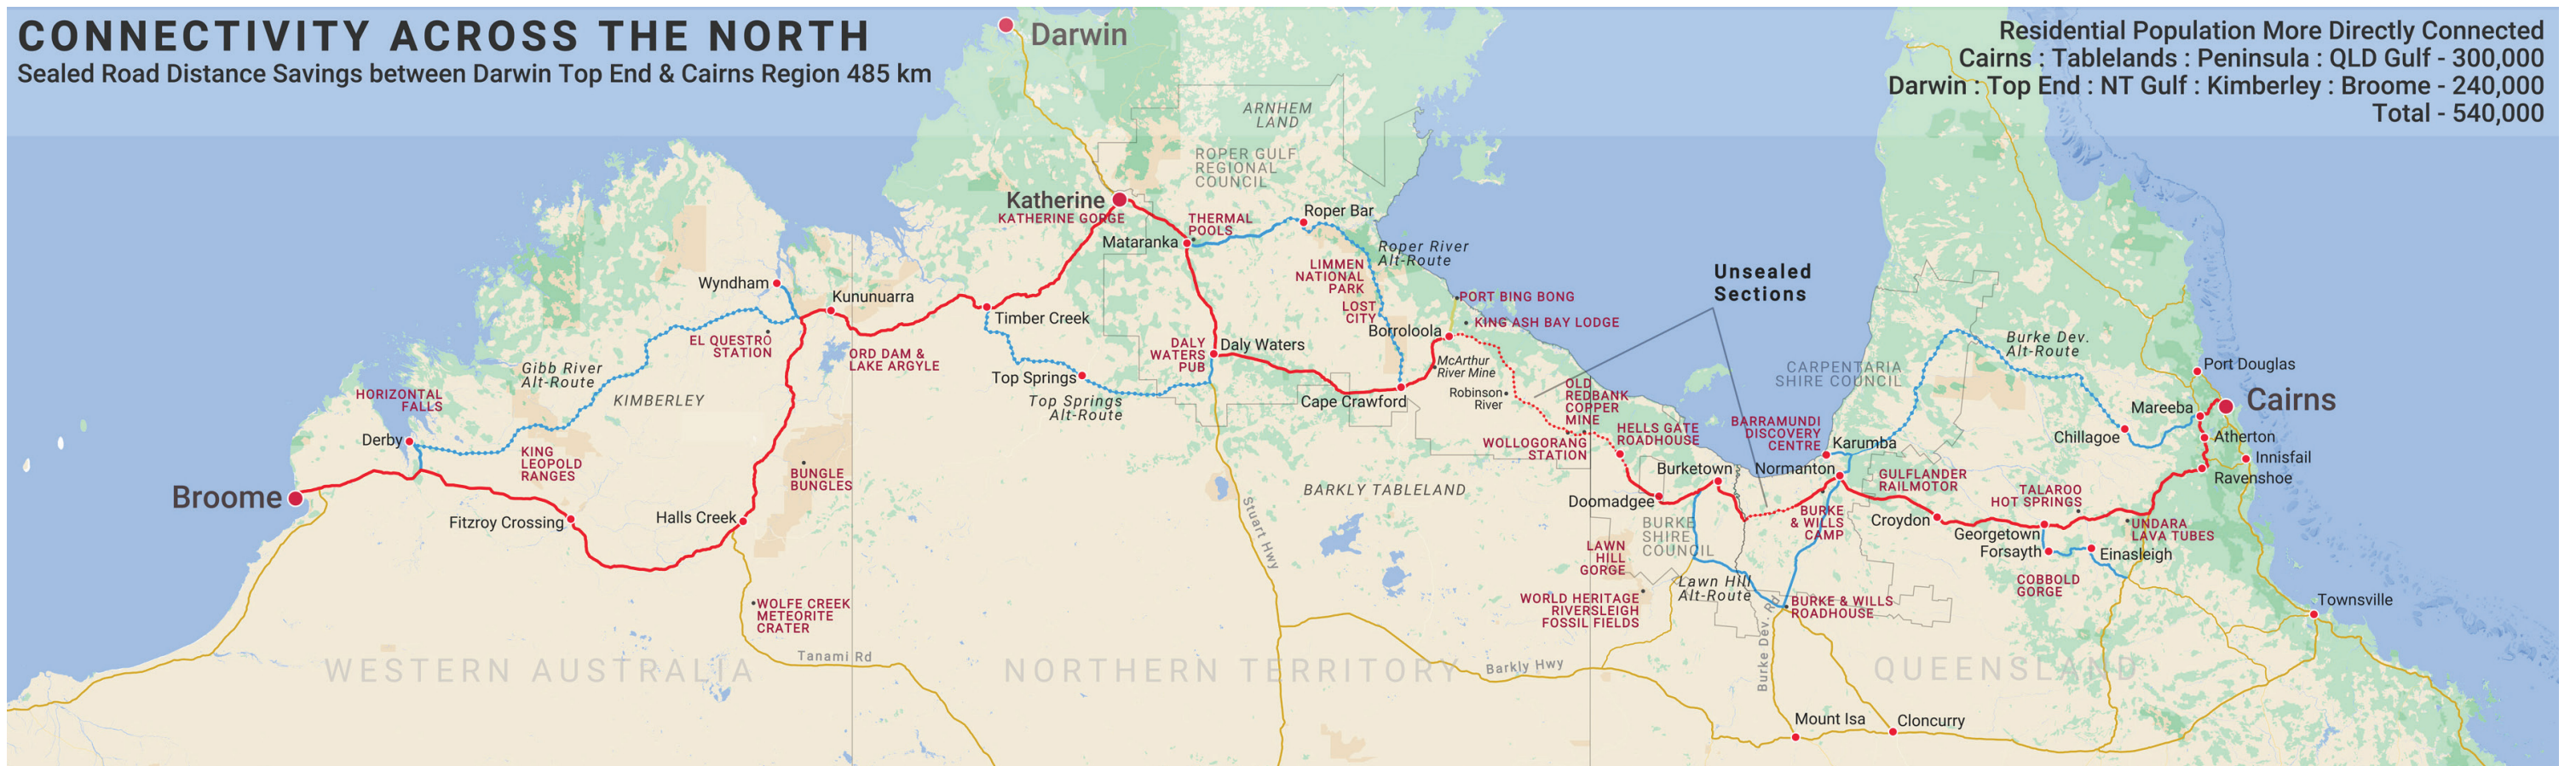 CONNECTIVITY ACROSS THE NORTH
Sealed Road Distance Savings between Darwin Top End & Cairns Region 485 km
Residential Population More Directly Connected
Cairns : Tablelands : Peninsula : QLD Gulf - 300,000
Darwin : Top End : NT Gulf : Kimberley : Broome - 240,000
Total - 540,000
Darwin
ARNHEM
LAND
ROPER GULF
REGIONAL
COUNCIL
Katherine
KATHERINE GORGE
THERMAL
POOLS
Roper Bar
Mataranka
Roper River
Alt-Route
LIMMEN
NATIONAL
PARK
LOST
CITY
Unsealed
Sections
Wyndham
Kununuarra
Timber Creek
PORT BING BONG
KING ASH BAY LODGE
Borroloola
EL QUESTRO
STATION
ORD DAM &
LAKE ARGYLE
DALY
WATERS
PUB
Daly Waters
McArthur
River Mine
Robinson
River
Burke Dev.
Alt-Route
Port Douglas
CARPENTARIA
SHIRE COUNCIL
Gibb River
Alt-Route
Top Springs
Top Springs
Alt-Route
Cape Crawford
OLD
REDBANK
COPPER
MINE
HORIZONTAL
FALLS
KIMBERLEY
Mareeba
Cairns
Derby
WOLLOGORANG
STATION
HELLS GATE
ROADHOUSE
BARRAMUNDI
DISCOVERY
CENTRE
Karumba
Chillagoe
Atherton
Innisfail
Ravenshoe
KING
LEOPOLD
RANGES
BUNGLE
BUNGLES
BARKLY TABLELAND
Burketown
Normanton
GULFLANDER
RAILMOTOR
TALAROO
HOT SPRINGS
Broome
Fitzroy Crossing
Halls Creek
Stuart Hwy
Doomadgee
BURKE
SHIRE
COUNCIL
BURKE
& WILLS
CAMP
Croydon
Georgetown
UNDARA
LAVA TUBES
Forsayth
Einasleigh
COBBOLD
GORGE
LAWN
HILL
GORGE
Lawn Hill
Alt-Route
WOLFE CREEK
METEORITE
CRATER
WORLD HERITAGE
RIVERSLEIGH
FOSSIL FIELDS
BURKE & WILLS
ROADHOUSE
Townsville
Tanami Rd
Barkly Hwy
Burke Dev. Rd
WESTERN AUSTRALIA
NORTHERN TERRITORY
QUEENSLAND
Mount Isa
Cloncurry